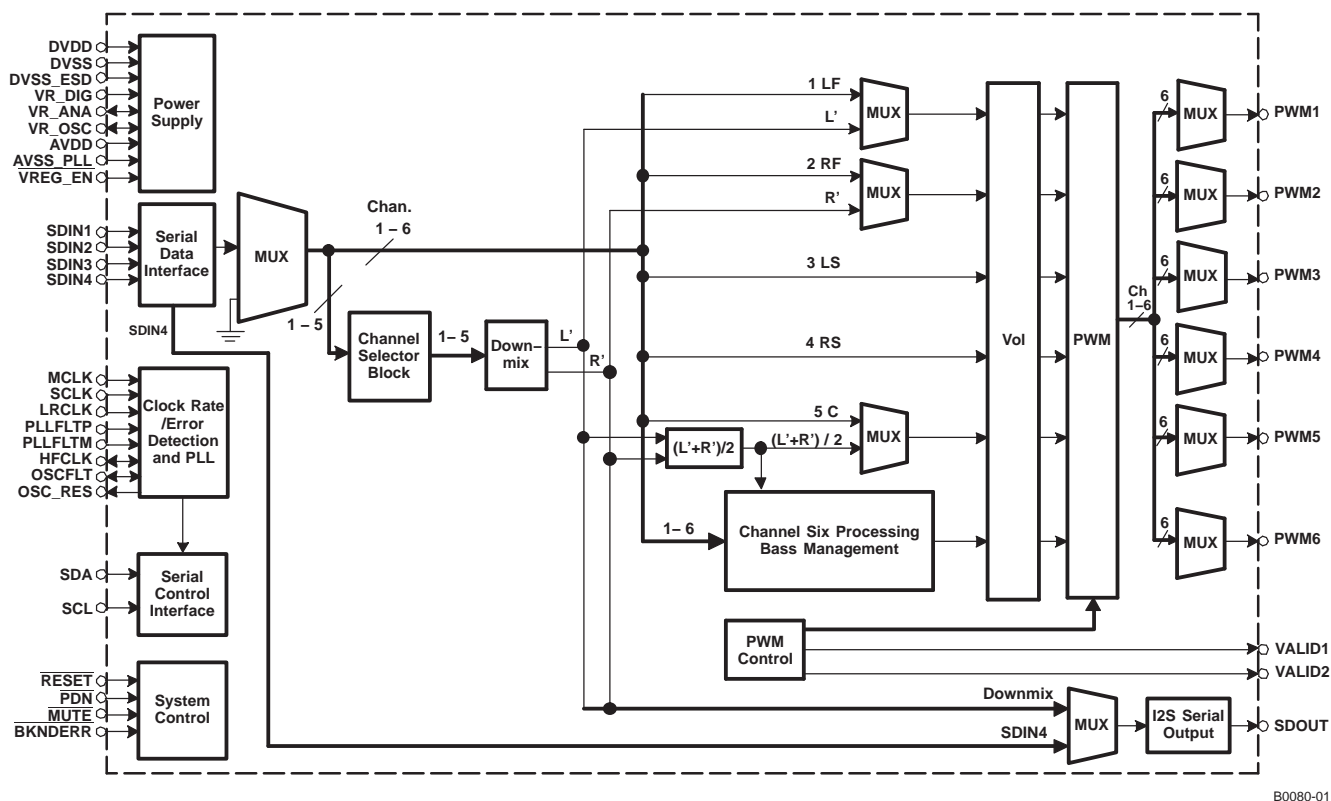 DVDD
DVSS
DVSS_ESD
VR_DIG
VR_ANA
VR_OSC
AVDD
AVSS_PLL
VREG_EN
Power
Supply
SDIN1
SDIN2
SDIN3
SDIN4
Serial
Data
Interface
SDIN4
MUX
Chan.
1 – 6
1 – 5
Channel
Selector
Block
1 – 5
Down–
mix
L’
R’
MCLK
SCLK
LRCLK
PLLFLTP
PLLFLTM
HFCLK
OSCFLT
OSC_RES
Clock Rate
/Error
Detection
and PLL
SDA
SCL
Serial
Control
Interface
RESET
PDN
MUTE
BKNDERR
System
Control
1 LF
L’
MUX
2 RF
R’
MUX
3 LS
4 RS
5 C
(L’+R’)/2
(L’+R’) / 2
MUX
1– 6
Channel Six Processing
Bass Management
Vol
PWM
Ch
1–6
6
MUX
PWM1
6
MUX
PWM2
6
MUX
PWM3
6
MUX
PWM4
6
MUX
PWM5
6
MUX
PWM6
PWM
Control
VALID1
VALID2
Downmix
SDIN4
MUX
I2S Serial
Output
SDOUT
B0080-01